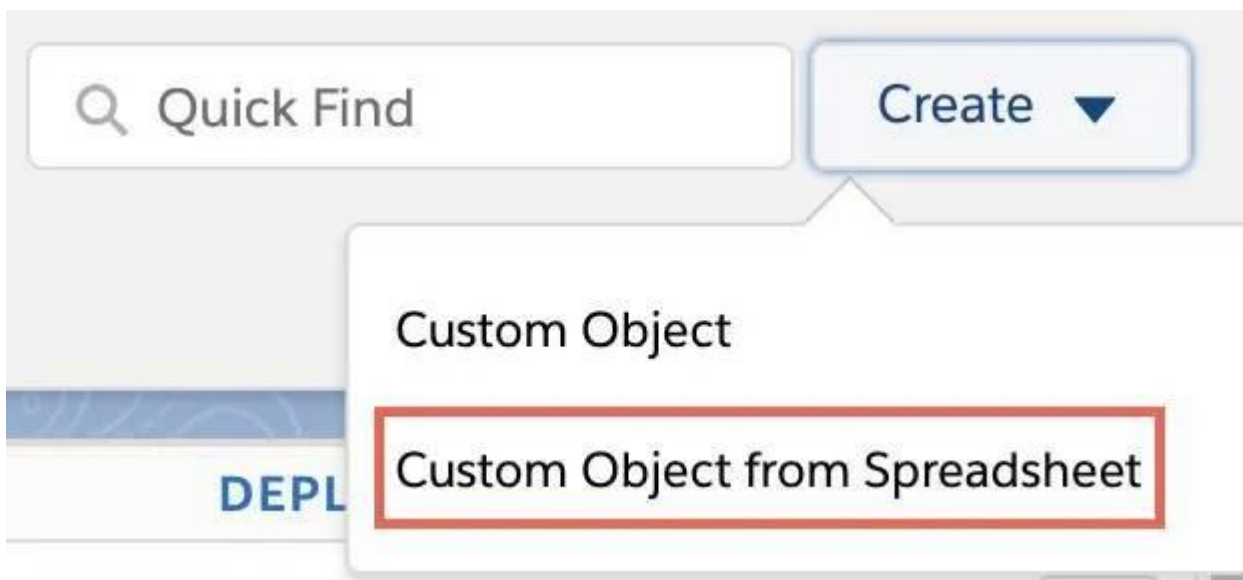 Quick Find
Create
Custom Object
Custom Object from Spreadsheet
DEPL